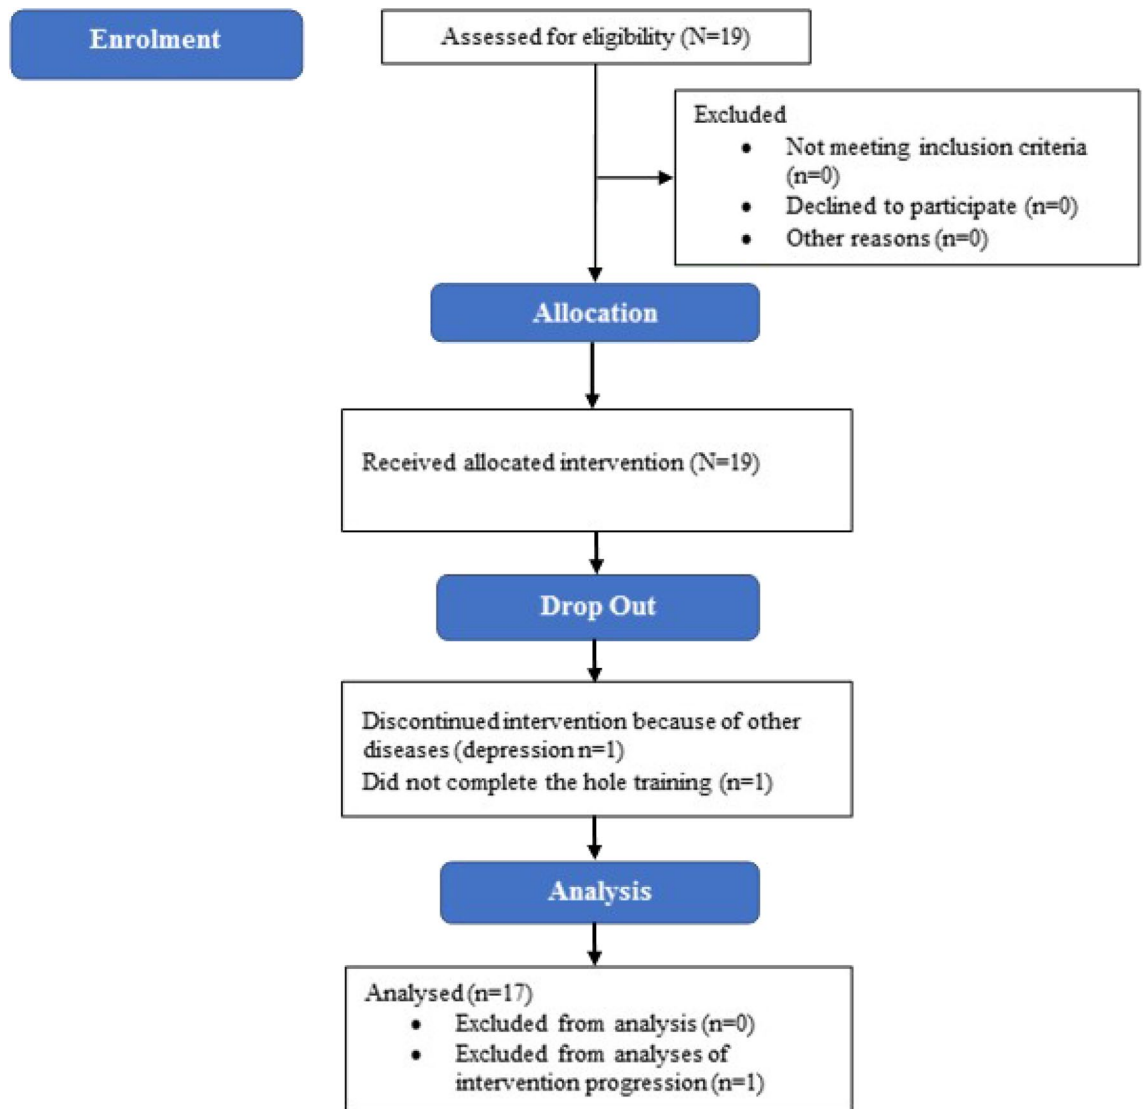 Enrolment
Assessed for eligibility (N=19)
Excluded
• Not meeting inclusion criteria
(n=0)
• Declined to participate (n=0)
• Other reasons (n=0)
Allocation
Received allocated intervention (N=19)
Drop Out
Discontinued intervention because of other
diseases (depression n=1)
Did not complete the hole training (n=1)
Analysis
Analysed (n=17)
• Excluded from analysis (n=0)
• Excluded from analyses of
intervention progression (n=1)